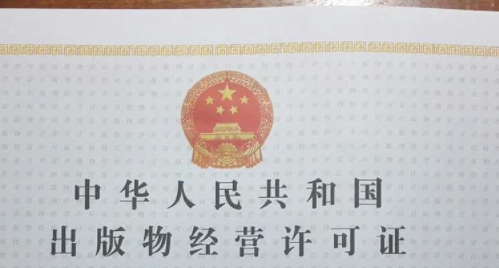 中华人民共和国
出版物经营许可证